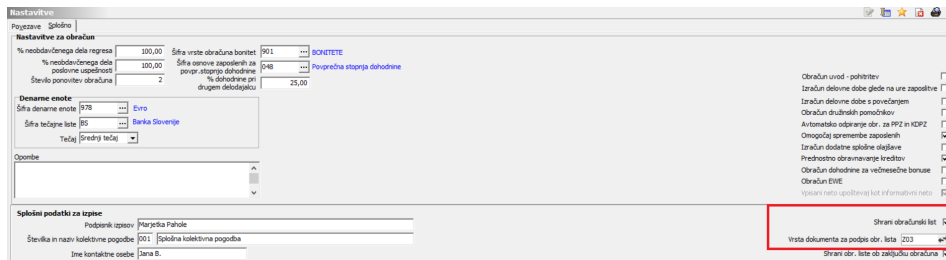 Nastavitve
Povezave Splošno
Nastavitve za obračun
% neobdavčenega dela regresa 100,00 Šifra vrste obračuna bonitet 901 ... BONITETE
% neobdavčenega dela poslovne uspešnosti 100,00 Šifra osnove zaposlenih za povpr.stopnjo dohodnine 048 ... Povprečna stopnja dohodnine
Število ponovitev obračuna 2 % dohodnine pri drugem delodajalcu 25,00
Denarne enote
Šifra denarne enote 978 ... Evro
Šifra tečajne liste BS ... Banka Slovenije
Tečaj Srednji tečaj
Opombe
Obračun uvod - pohitritev
Izračun delovne dobe glede na ure zaposlitve
Izračun delovne dobe s povečanjem
Obračun družinskih pomočnikov
Avtomatsko odpiranje obr. za PPZ in KDPZ
Omogočaj spremembe zaposlenih
Izračun dodatne splošne olajšave
Prednostno obravnavanje kreditov
Obračun dohodnine za večmesečne bonuse
Obračun EWE
Vpisani neto upoštevaj kot informativni neto
Splošni podatki za izpise
Podpisnik izpisov Marjetka Pahole
Številka in naziv kolektivne pogodbe 001 Splošna kolektivna pogodba
Ime kontaktne osebe Jana B.
Shrani obračunski list
Vrsta dokumenta za podpis obr. lista Z03
Shrani obr. liste ob zaključku obračuna